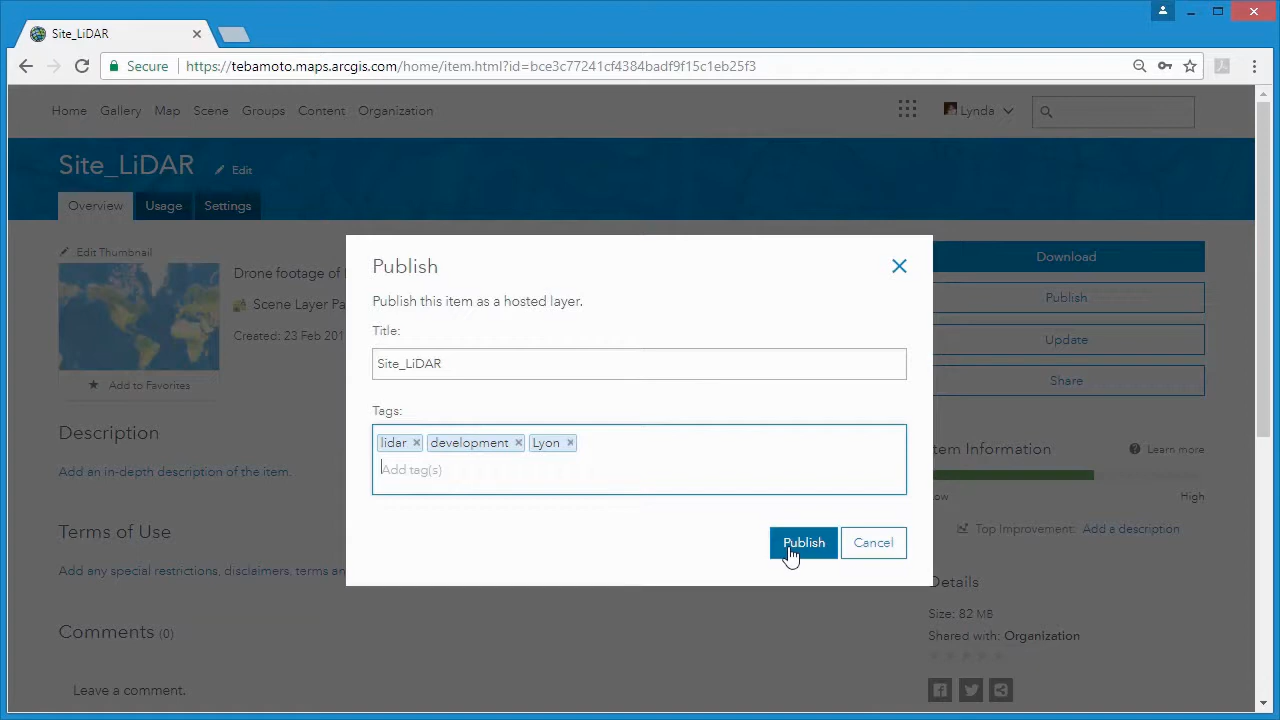 Site_LiDAR
Secure https://tebamoto.maps.arcgis.com/home/item.html?id=bce3c77241cf4384badf9f15c1eb25f3
Home Gallery Map Scene Groups Content Organization Lynda
Site_LiDAR Edit
Overview Usage Settings
Edit Thumbnail
Drone footage of
Scene Layer Pa
Created: 23 Feb 201
Add to Favorites
Download
Publish
Update
Share
Publish
Publish this item as a hosted layer.
Title:
Site_LiDAR
Tags:
lidar × development × Lyon ×
Add tag(s)
Publish Cancel
Description
Add an in-depth description of the item.
Terms of Use
Add any special restrictions, disclaimers, terms an
Comments (0)
Leave a comment.
tem Information Learn more
ow High
Top Improvement: Add a description
Details
Size: 82 MB
Shared with: Organization